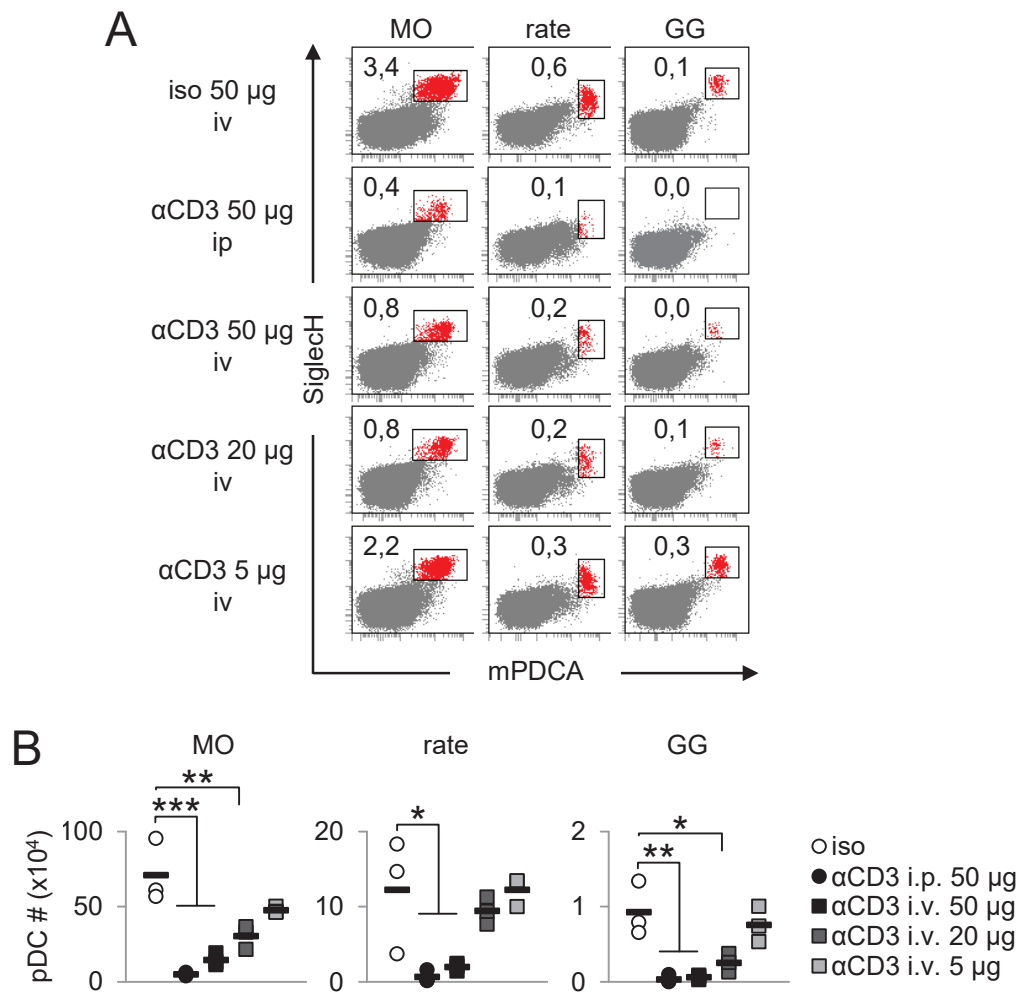 A
MO rate GG
iso 50 µg
iv
3,4 0,6 0,1
αCD3 50 µg
ip
0,4 0,1 0,0
αCD3 50 µg
iv
0,8 0,2 0,0
αCD3 20 µg
iv
0,8 0,2 0,1
αCD3 5 µg
iv
2,2 0,3 0,3
SiglecH
mPDCA
B
MO rate GG
** 
*** * ** *
100 20 2
50 10 1
0 0 0
pDC # (x10⁴)
iso
αCD3 i.p. 50 µg
αCD3 i.v. 50 µg
αCD3 i.v. 20 µg
αCD3 i.v. 5 µg